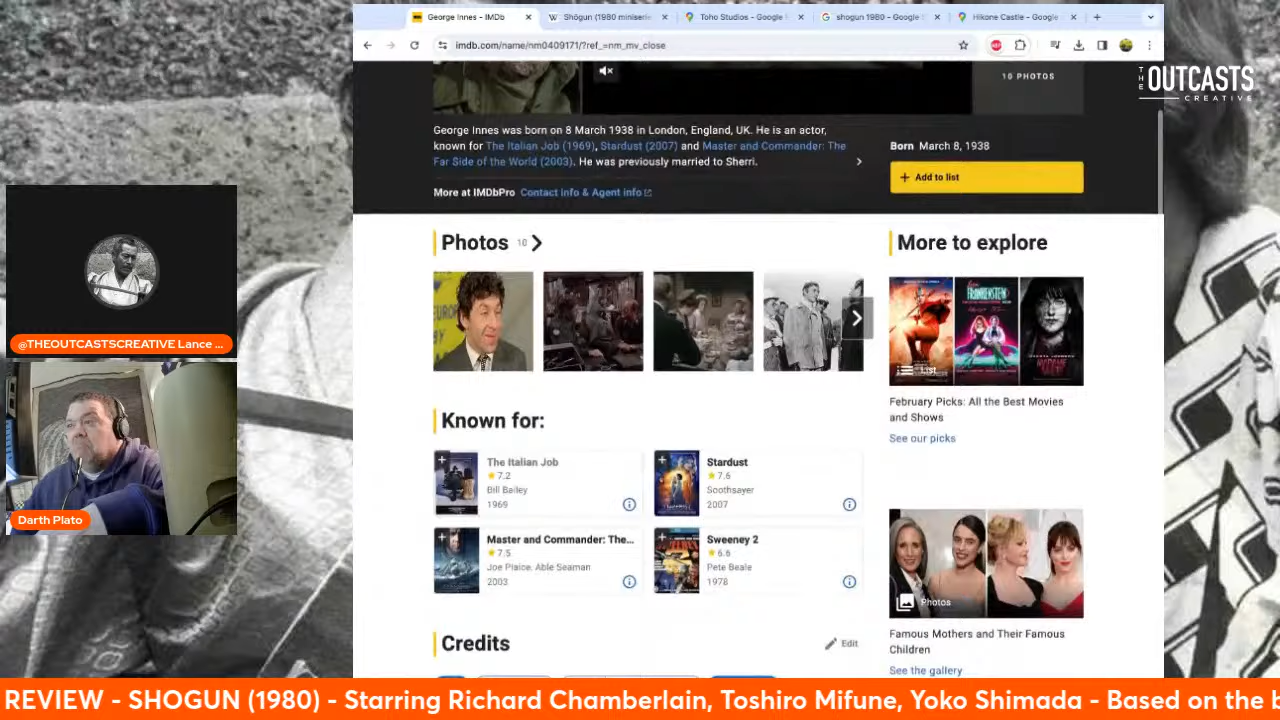 George Innes - IMDb
Shōgun (1980 miniserie
Toho Studios - Google
shogun 1980 - Google
Hikone Castle - Google
imdb.com/name/nm0409171/?ref_=nm_mv_close
THE OUTCASTS
CREATIVE
10 PHOTOS
George Innes was born on 8 March 1938 in London, England, UK. He is an actor,
known for The Italian Job (1969), Stardust (2007) and Master and Commander: The
Far Side of the World (2003). He was previously married to Sherri.
Born March 8, 1938
+ Add to list
More at IMDbPro Contact info & Agent info
Photos 10
More to explore
List
February Picks: All the Best Movies
and Shows
See our picks
@THEOUTCASTSCREATIVE Lance ...
Darth Plato
Known for:
The Italian Job
7.2
Bill Bailey
1969
Stardust
7.6
Soothsayer
2007
Master and Commander: The...
7.5
Joe Plaice, Able Seaman
2003
Sweeney 2
6.6
Pete Beale
1978
Photos
Famous Mothers and Their Famous
Children
See the gallery
Credits
Edit
REVIEW - SHOGUN (1980) - Starring Richard Chamberlain, Toshiro Mifune, Yoko Shimada - Based on the b